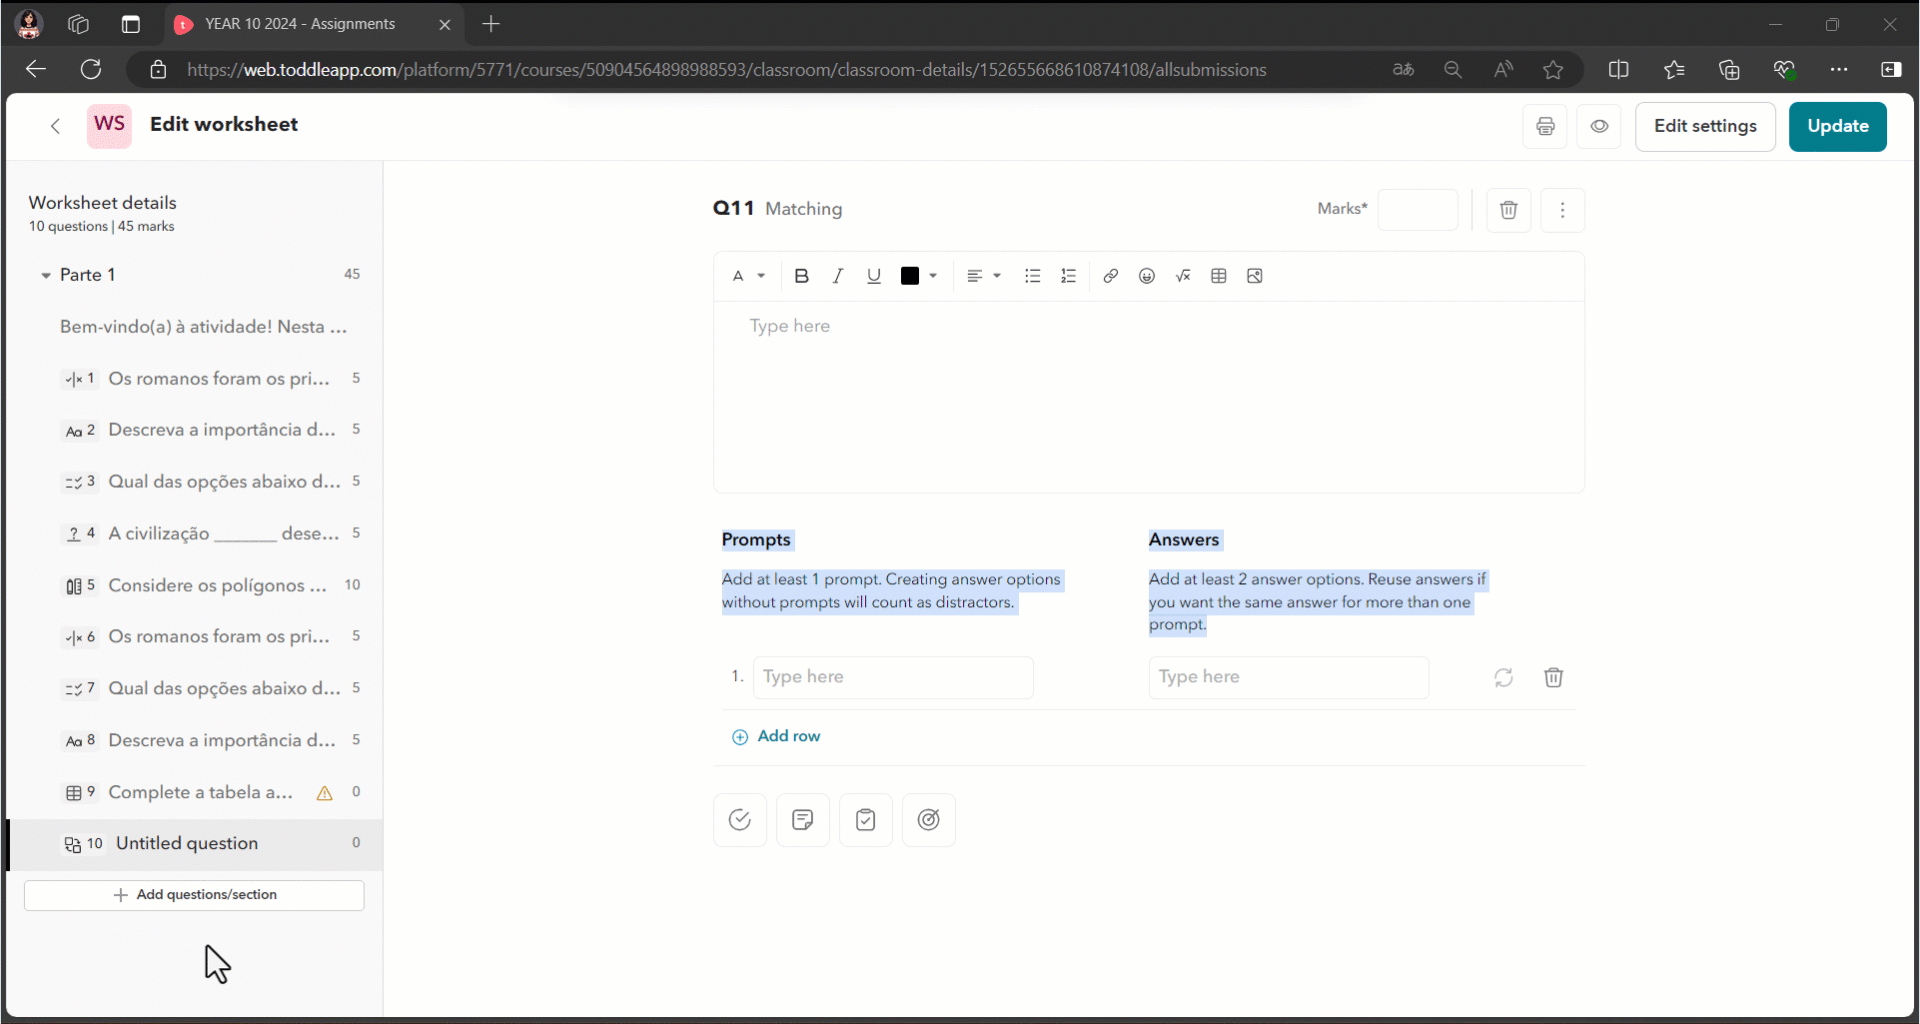 YEAR 10 2024 - Assignments
https://web.toddleapp.com/platform/5771/courses/50904564898988593/classroom/classroom-details/152655668610874108/allsubmissions
WS Edit worksheet
Edit settings
Update
Worksheet details
10 questions | 45 marks
Parte 1 45
Bem-vindo(a) à atividade! Nesta ...
1 Os romanos foram os pri... 5
Aa 2 Descreva a importância d... 5
3 Qual das opções abaixo d... 5
? 4 A civilização _______ dese... 5
5 Considere os polígonos ... 10
6 Os romanos foram os pri... 5
7 Qual das opções abaixo d... 5
Aa 8 Descreva a importância d... 5
9 Complete a tabela a... 0
10 Untitled question 0
+ Add questions/section
Q11 Matching
Marks*
A B I U
Type here
Prompts
Add at least 1 prompt. Creating answer options
without prompts will count as distractors.
Answers
Add at least 2 answer options. Reuse answers if
you want the same answer for more than one
prompt.
1. Type here
Type here
Add row